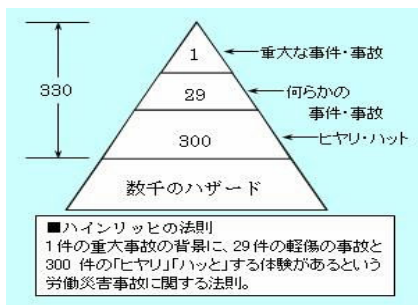 1
重大な事件・事故
330
29
何らかの
事件・事故
300
ヒヤリ・ハット
数千のハザード
■ハインリッヒの法則
1件の重大事故の背景に、29件の軽傷の事故と
300 件の「ヒヤリ」「ハッと」する体験があるという
労働災害事故に関する法則。